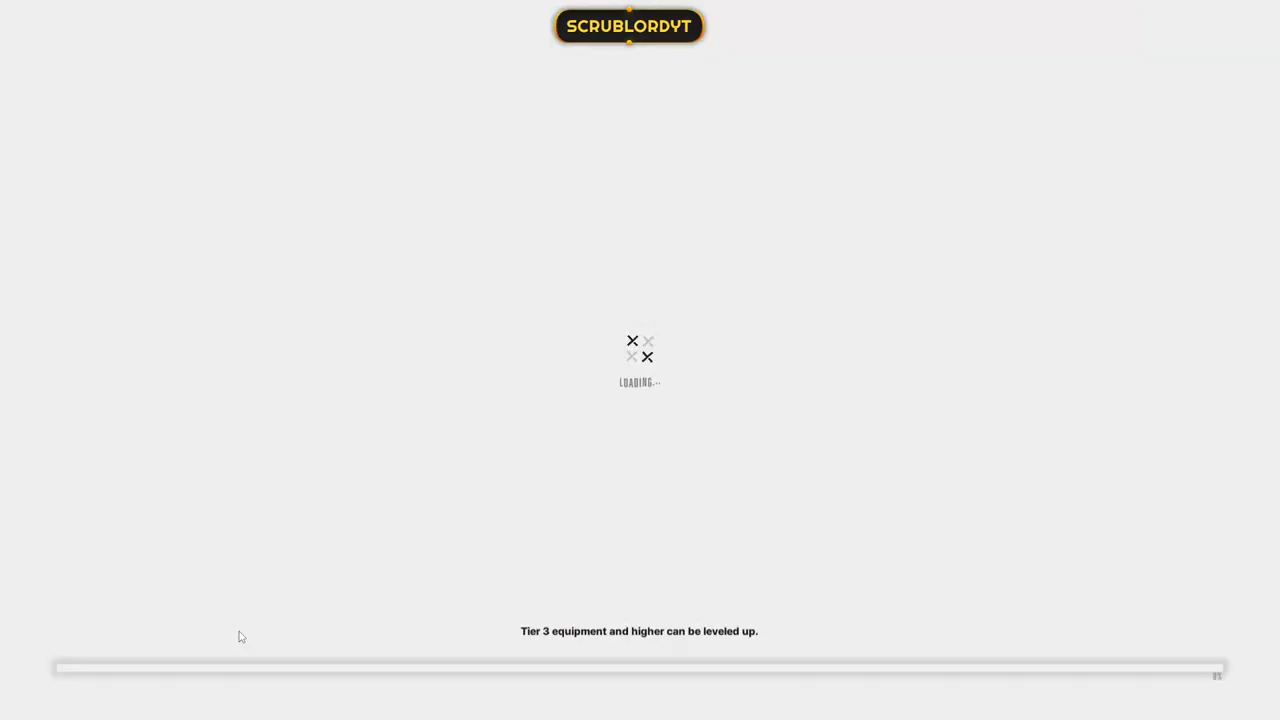 SCRUBLORDYT
LOADING...
Tier 3 equipment and higher can be leveled up.